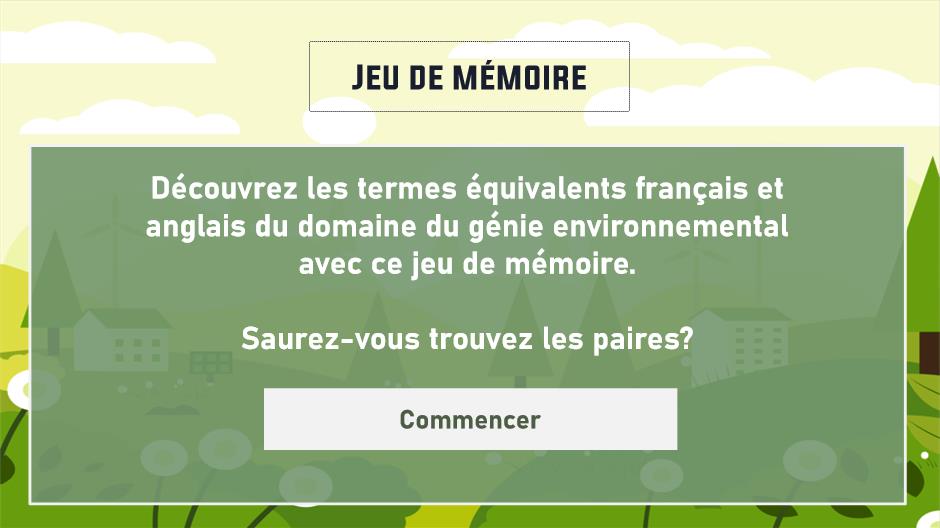 JEU DE MÉMOIRE
Découvrez les termes équivalents français et
anglais du domaine du génie environnemental
avec ce jeu de mémoire.
Saurez-vous trouvez les paires?
Commencer